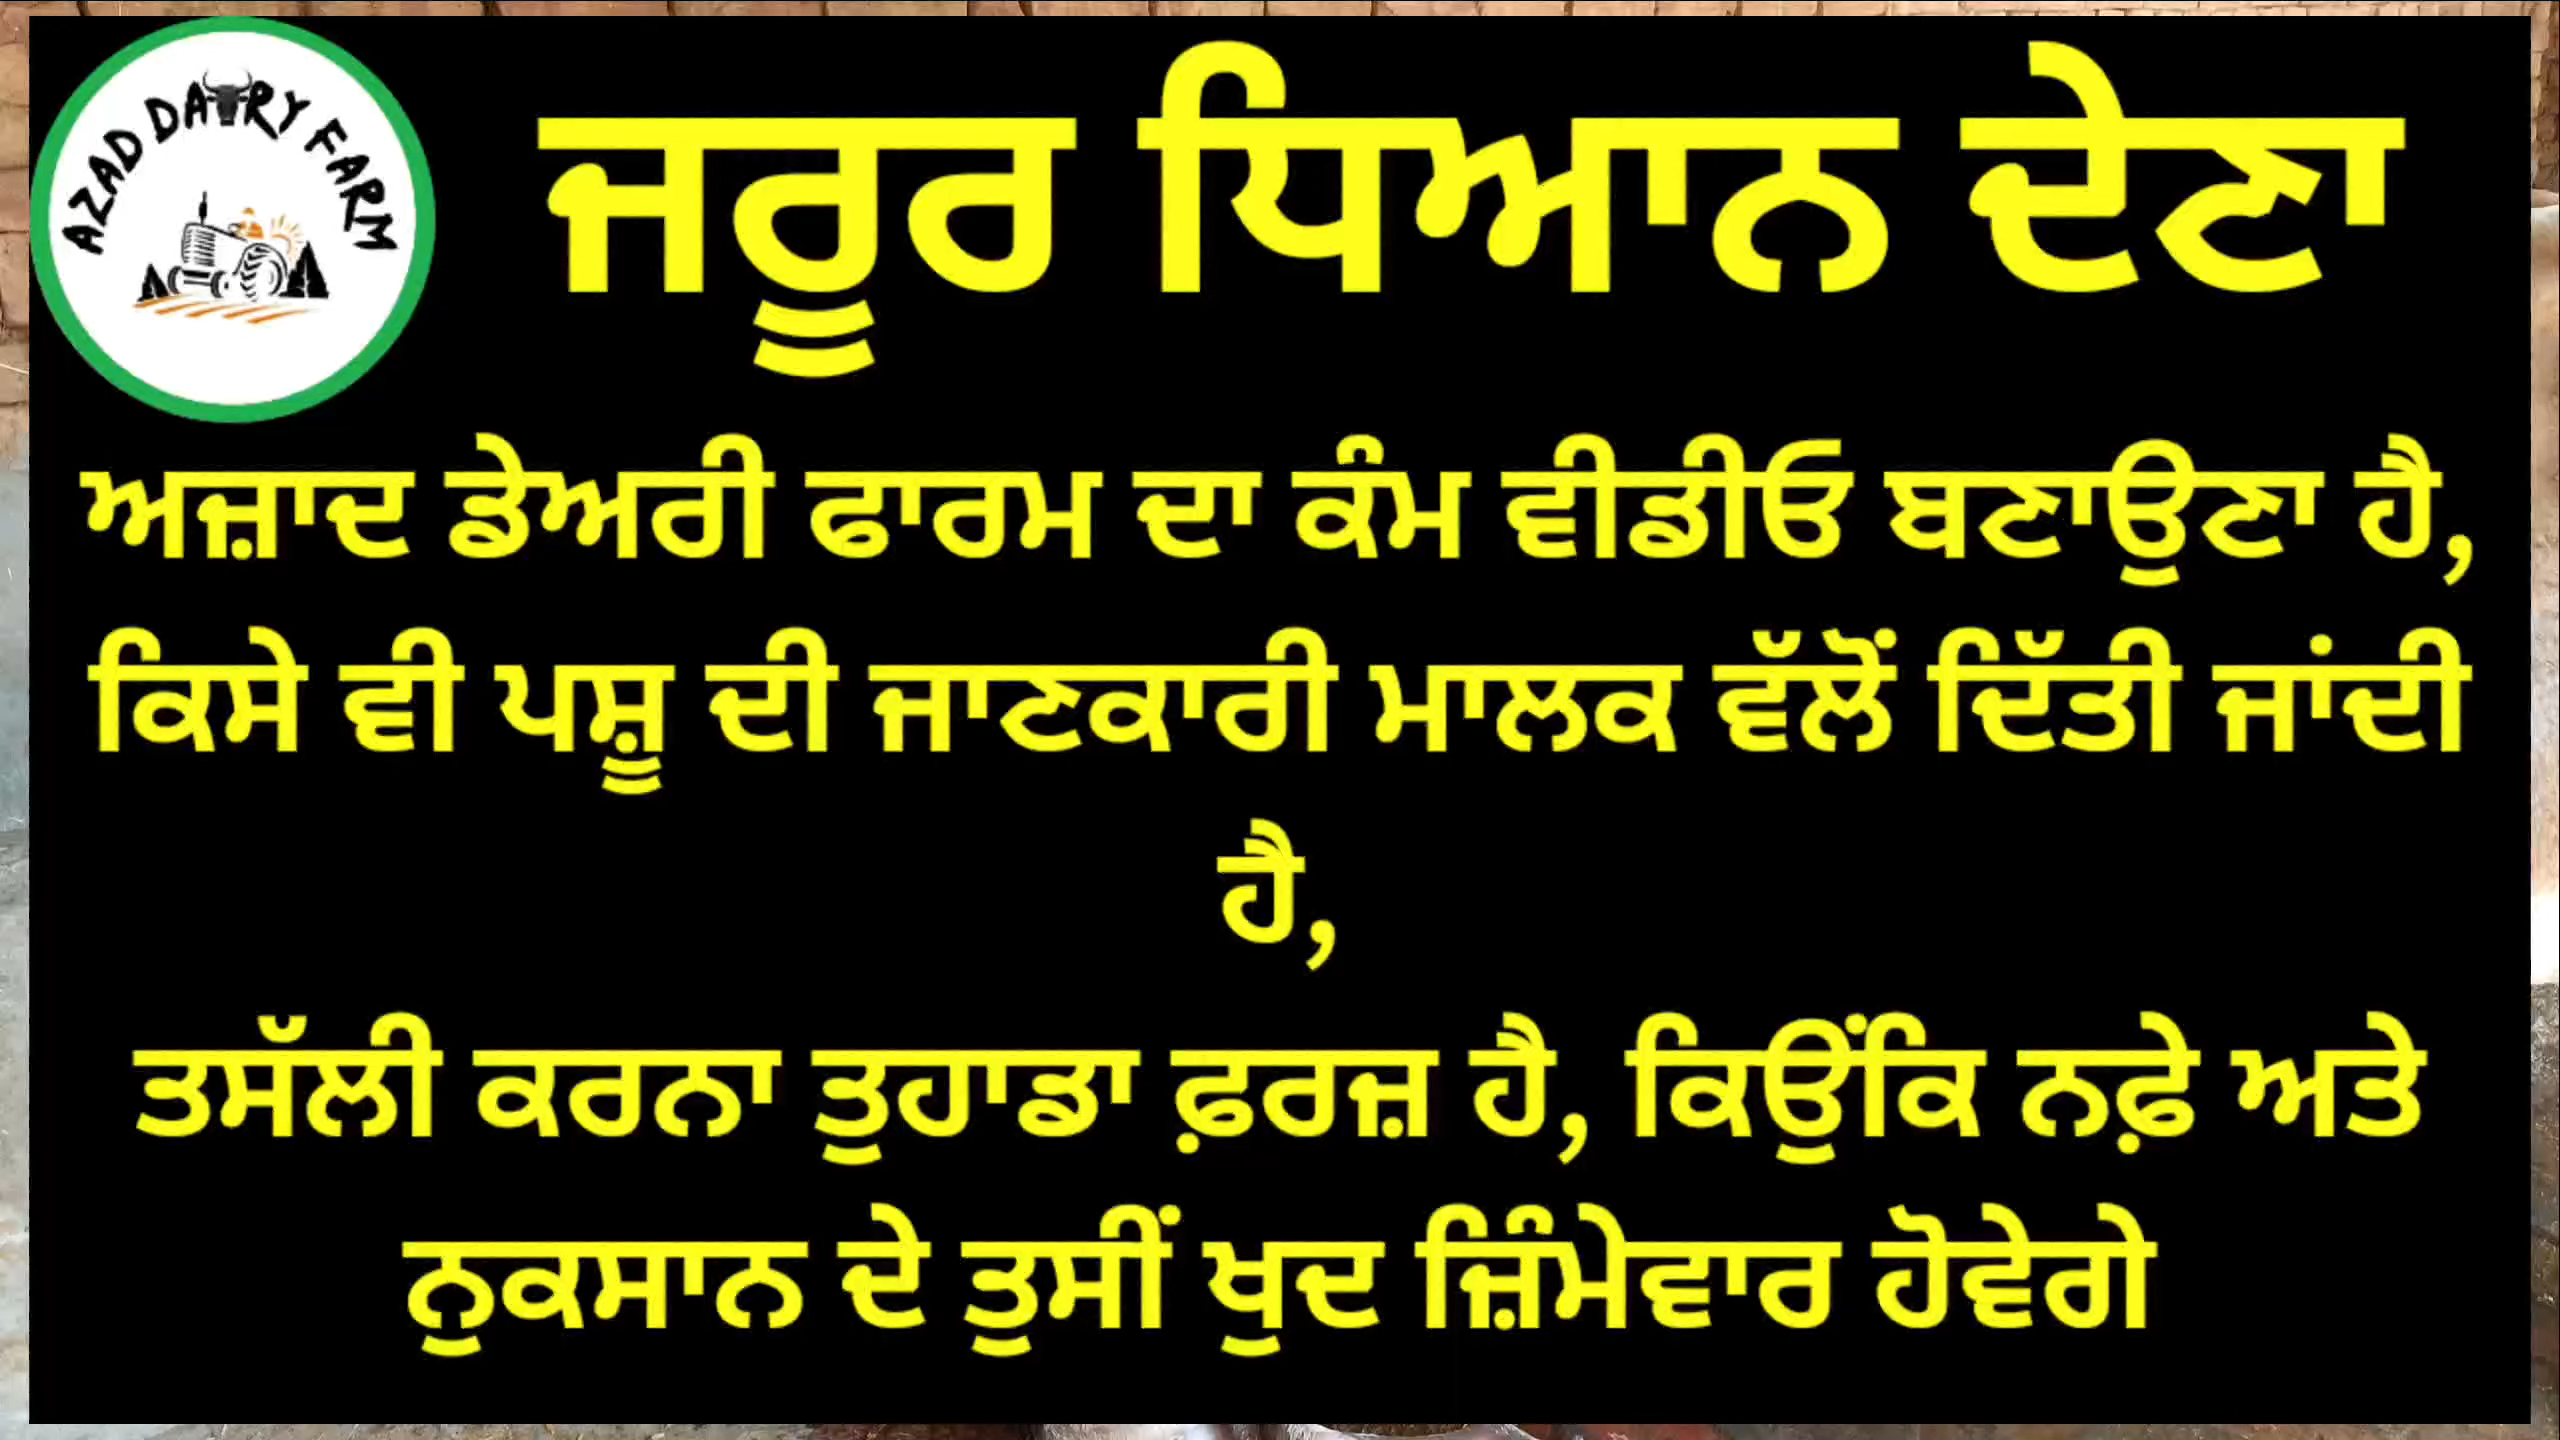 AZAD DAIRY FARM
ਜਰੂਰ ਧਿਆਨ ਦੇਣਾ
ਅਜ਼ਾਦ ਡੇਅਰੀ ਫਾਰਮ ਦਾ ਕੰਮ ਵੀਡੀਓ ਬਣਾਉਣਾ ਹੈ,
ਕਿਸੇ ਵੀ ਪਸ਼ੂ ਦੀ ਜਾਣਕਾਰੀ ਮਾਲਕ ਵੱਲੋਂ ਦਿੱਤੀ ਜਾਂਦੀ
ਹੈ,
ਤਸੱਲੀ ਕਰਨਾ ਤੁਹਾਡਾ ਫ਼ਰਜ਼ ਹੈ, ਕਿਉਂਕਿ ਨਫ਼ੇ ਅਤੇ
ਨੁਕਸਾਨ ਦੇ ਤੁਸੀਂ ਖੁਦ ਜ਼ਿੰਮੇਵਾਰ ਹੋਵੇਗੇ